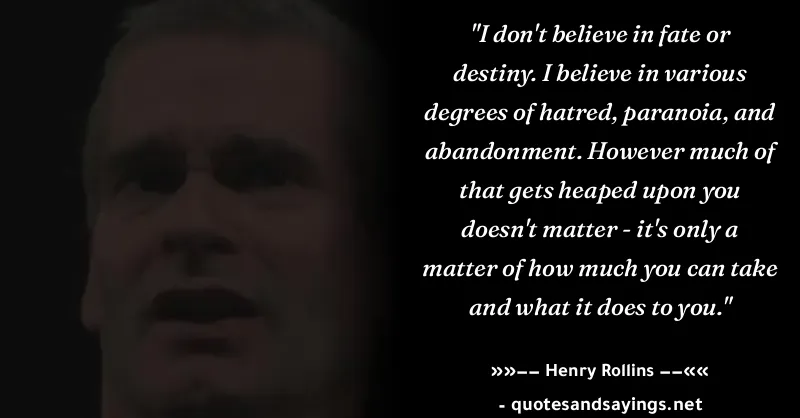 "I don't believe in fate or
destiny. I believe in various
degrees of hatred, paranoia, and
abandonment. However much of
that gets heaped upon you
doesn't matter - it's only a
matter of how much you can take
and what it does to you."
»»−− Henry Rollins −−««
- quotesandsayings.net